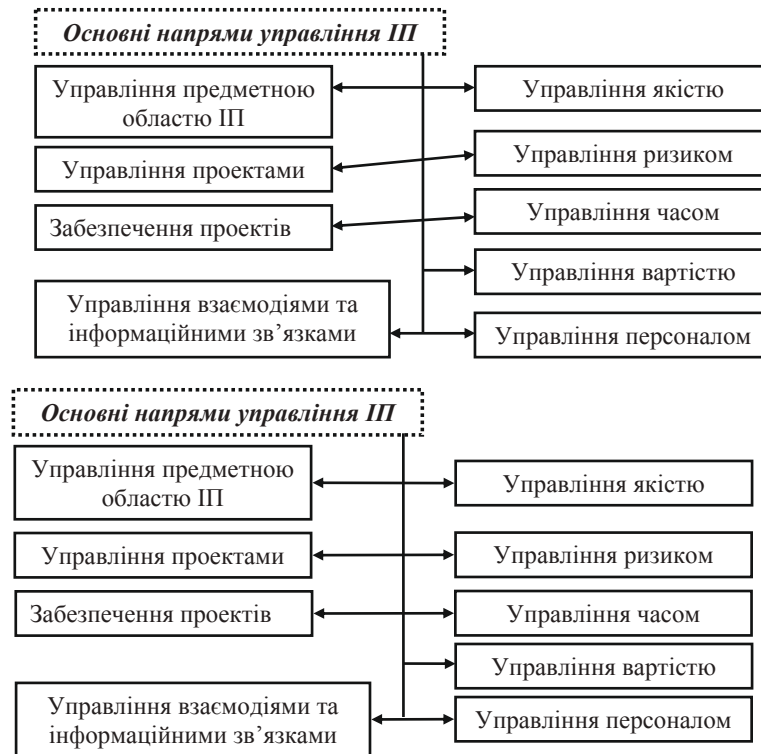 Основні напрями управління ІП
Управління предметною
областю ІП
Управління якістю
Управління проектами
Управління ризиком
Забезпечення проектів
Управління часом
Управління вартістю
Управління взаємодіями та
інформаційними зв’язками
Управління персоналом
Основні напрями управління ІП
Управління предметною
областю ІП
Управління якістю
Управління проектами
Управління ризиком
Забезпечення проектів
Управління часом
Управління вартістю
Управління взаємодіями та
інформаційними зв’язками
Управління персоналом